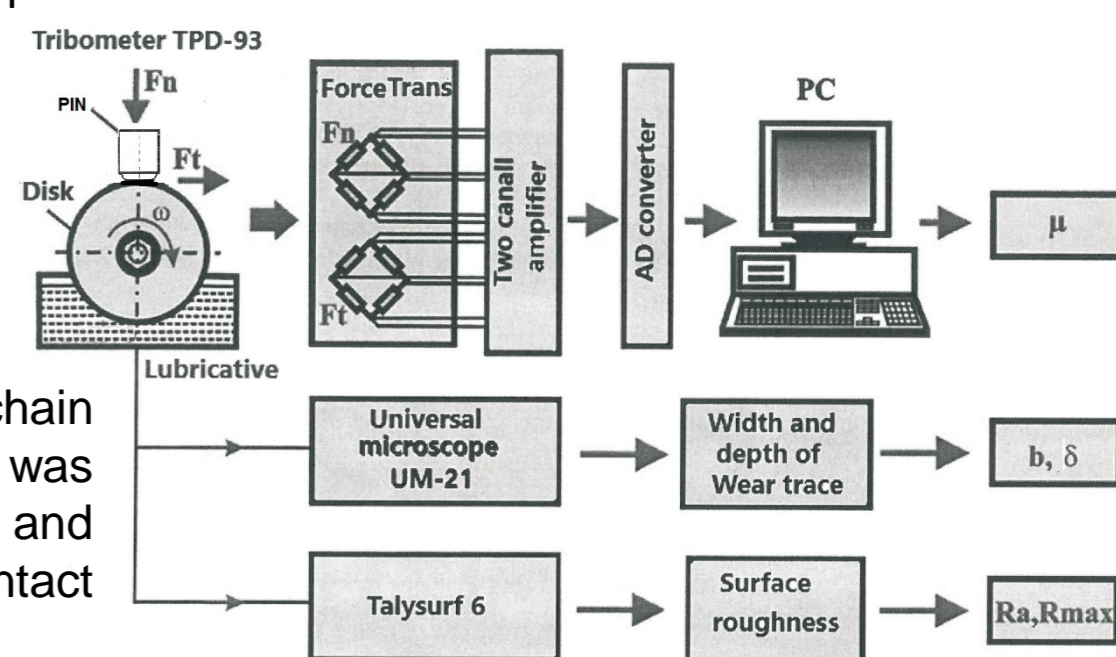 Tribometer TPD-93
Fn
PIN
Ft
Disk
ω
Lubricative
ForceTrans
Fn
Ft
Two canall
amplifier
AD converter
PC
μ
chain
was
and
ntact
Universal
microscope
UM-21
Width and
depth of
Wear trace
b, δ
Talysurf 6
Surface
roughness
Ra,Rmax